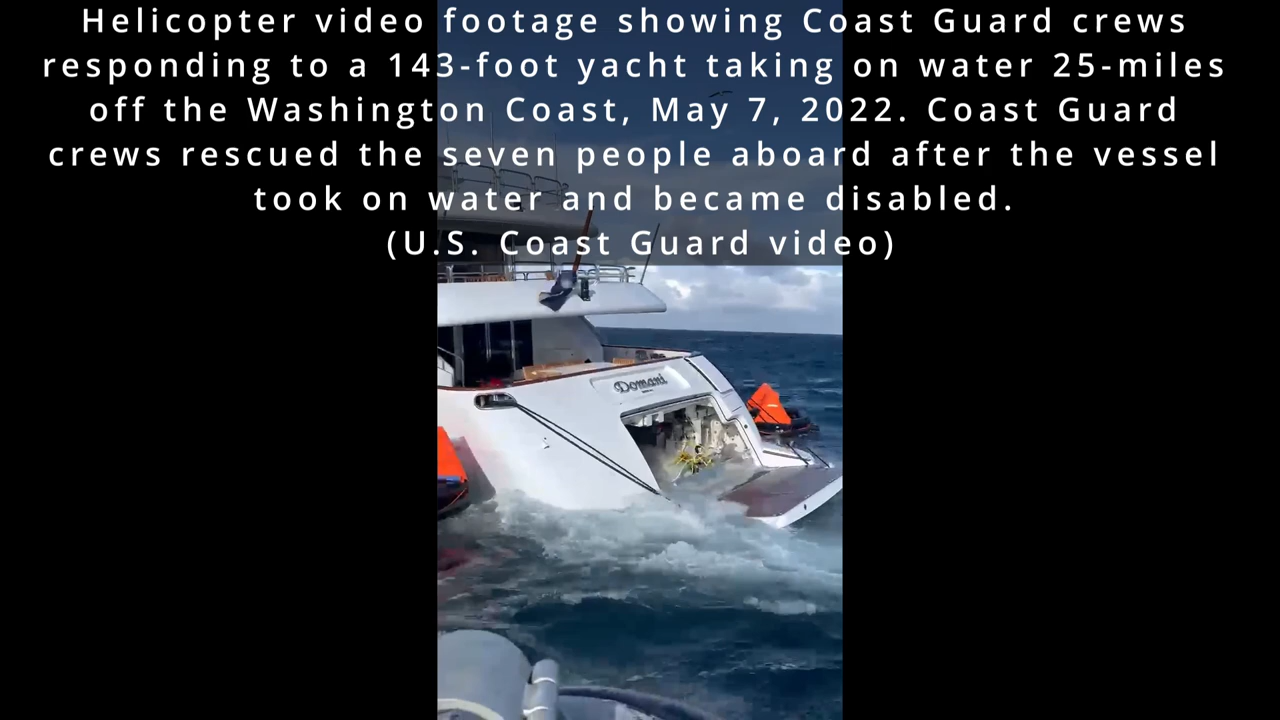 Helicopter video footage showing Coast Guard crews
responding to a 143-foot yacht taking on water 25-miles
off the Washington Coast, May 7, 2022. Coast Guard
crews rescued the seven people aboard after the vessel
took on water and became disabled.
(U.S. Coast Guard video)
Domani